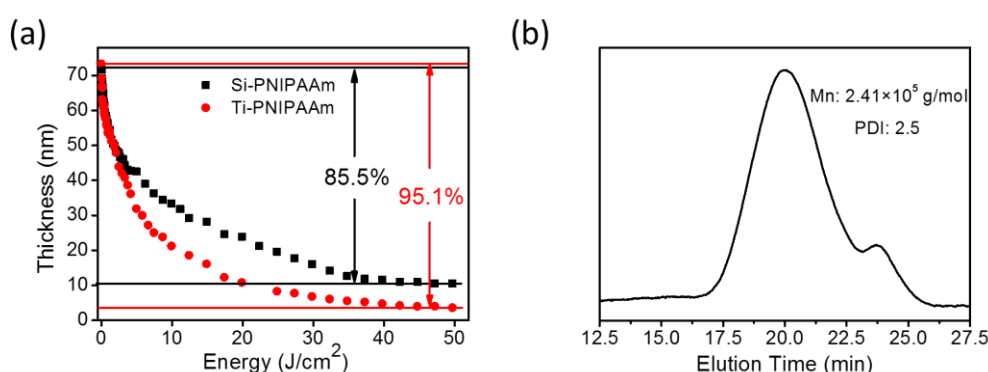 (a)
Thickness (nm)
70
60
50
40
30
20
10
0
Si-PNIPAAm
Ti-PNIPAAm
85.5%
95.1%
0 10 20 30 40 50
Energy (J/cm²)
(b)
Mn: 2.41×10⁵ g/mol
PDI: 2.5
12.5 15.0 17.5 20.0 22.5 25.0 27.5
Elution Time (min)